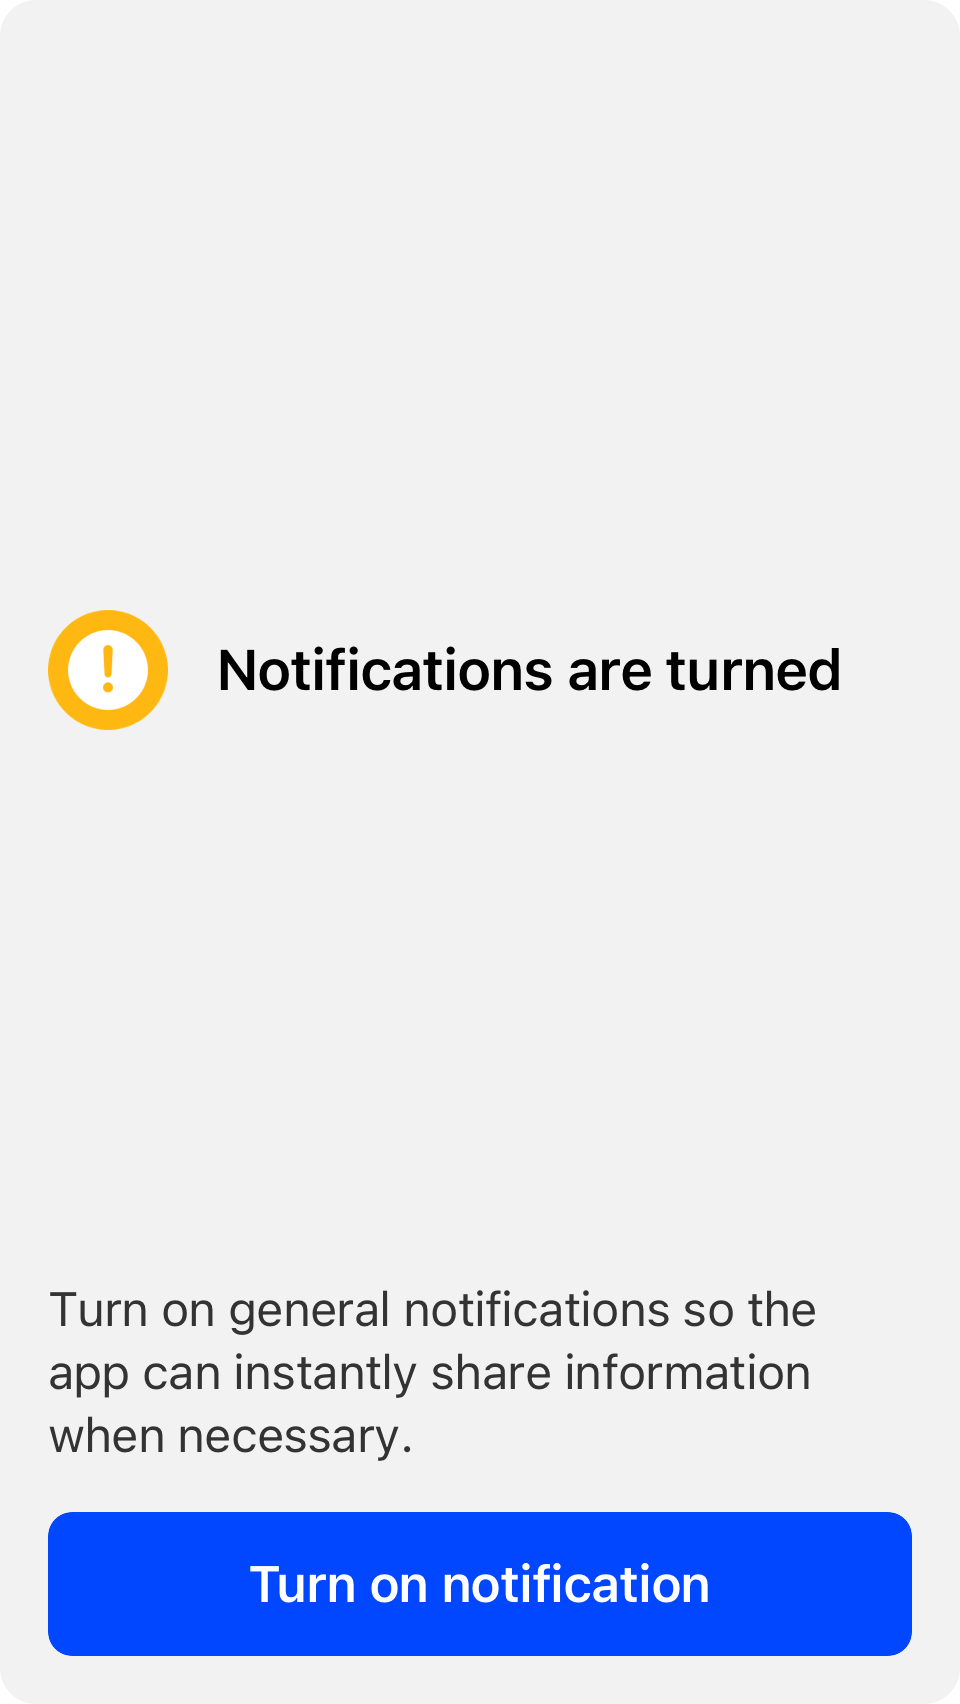 Notifications are turned
Turn on general notifications so the
app can instantly share information
when necessary.
Turn on notification